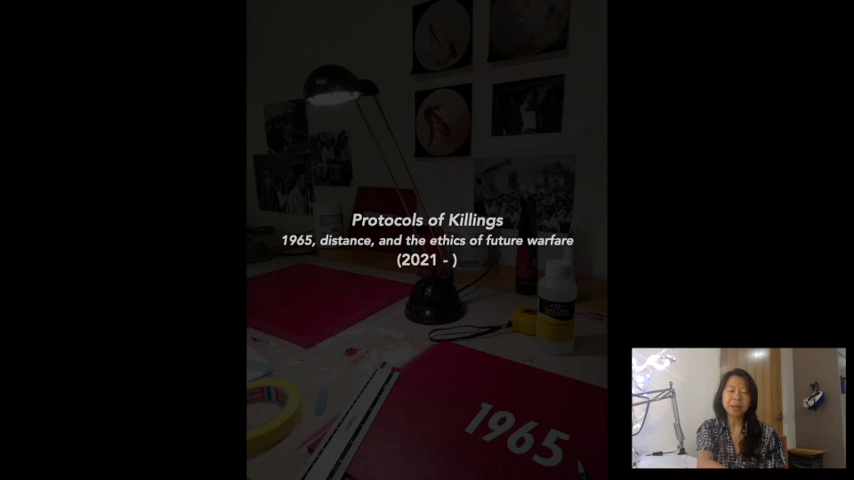 Protocols of Killings
1965, distance, and the ethics of future warfare
(2021 - )
1965